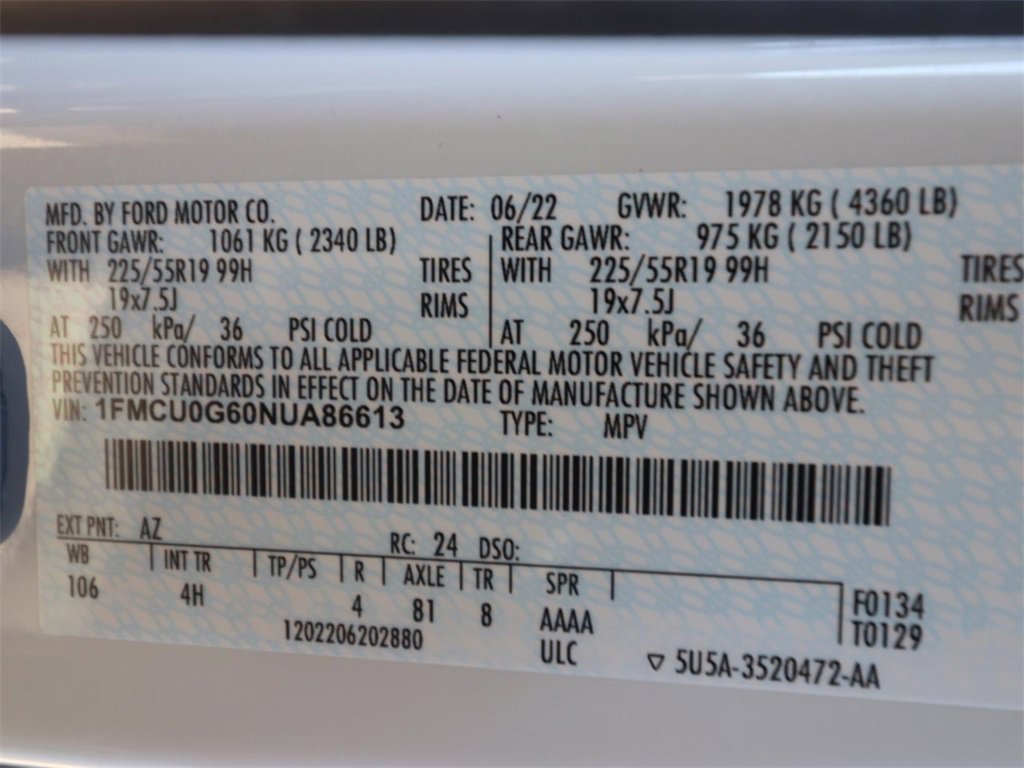 MFD. BY FORD MOTOR CO. DATE: 06/22 GVWR: 1978 KG ( 4360 LB)
FRONT GAWR: 1061 KG ( 2340 LB) REAR GAWR: 975 KG ( 2150 LB)
WITH 225/55R19 99H TIRES WITH 225/55R19 99H TIRES
19x7.5J RIMS 19x7.5J RIMS
AT 250 kPa/ 36 PSI COLD AT 250 kPa/ 36 PSI COLD
THIS VEHICLE CONFORMS TO ALL APPLICABLE FEDERAL MOTOR VEHICLE SAFETY AND THEFT
PREVENTION STANDARDS IN EFFECT ON THE DATE OF MANUFACTURE SHOWN ABOVE.
VIN: 1FMCU0G60NUA86613 TYPE: MPV
EXT PNT: AZ RC: 24 DSO:
WB INT TR TP/PS R AXLE TR SPR
106 4H 4 81 8 AAAA F0134
1202206202880 ULC T0129
▽ 5U5A-3520472-AA